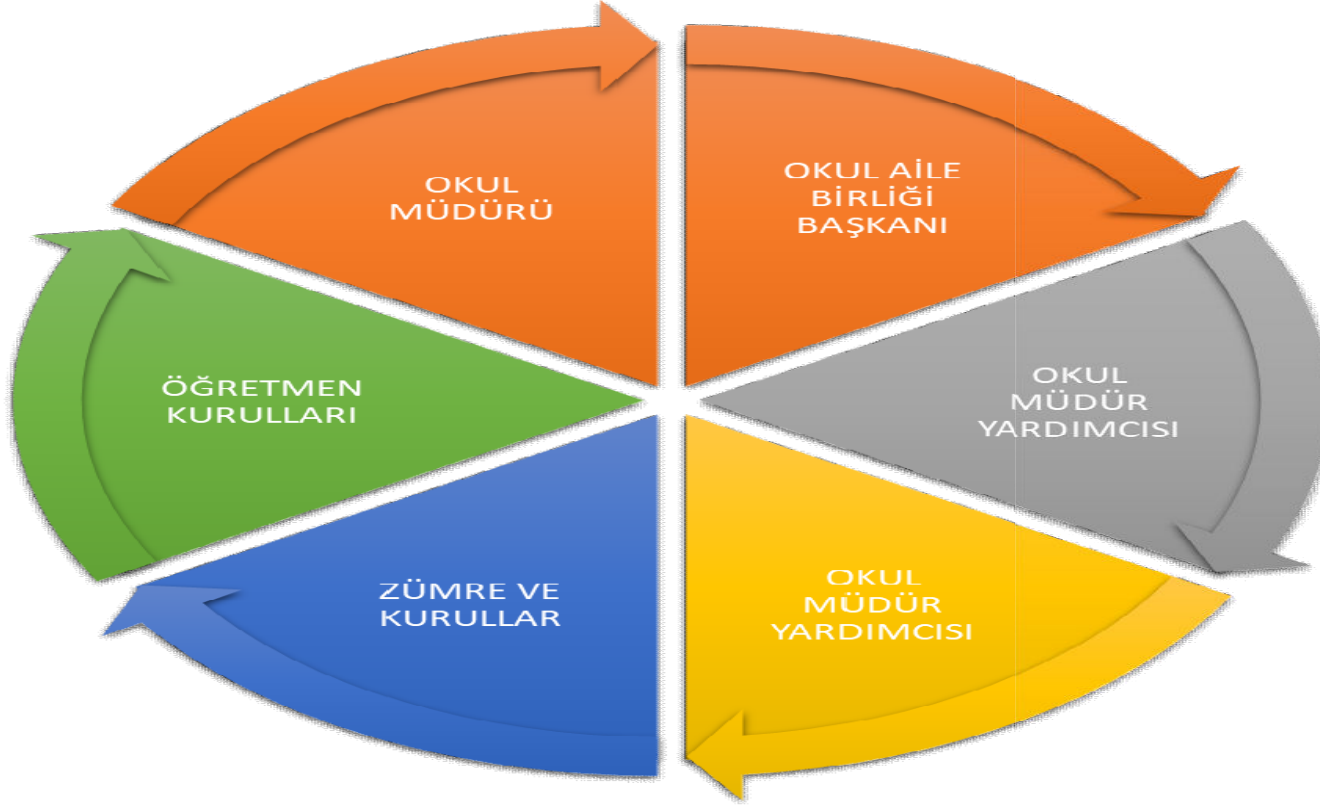 OKUL
MÜDÜRÜ
OKUL AİLE
BİRLİĞİ
BAŞKANI
OKUL
MÜDÜR
YARDIMCISI
OKUL
MÜDÜR
YARDIMCISI
ZÜMRE VE
KURULLAR
ÖĞRETMEN
KURULLARI